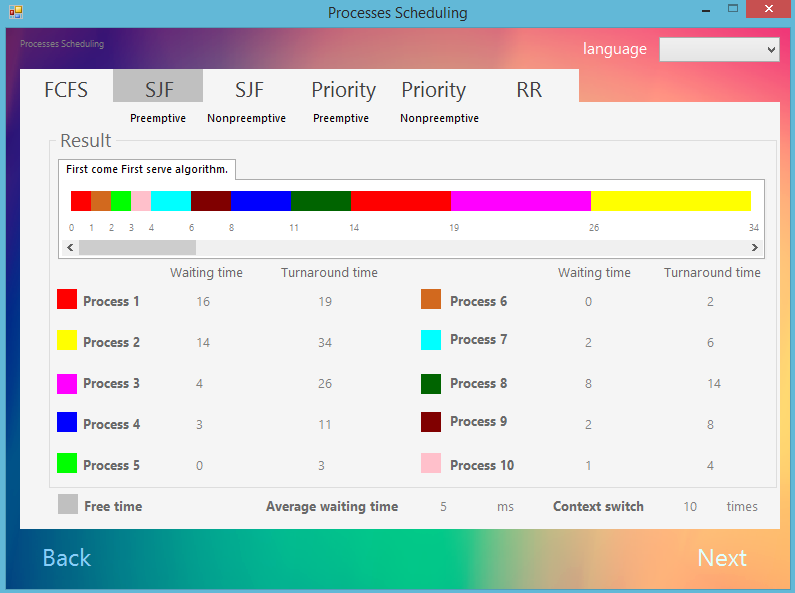 Processes Scheduling
Processes Scheduling
language
FCFS SJF SJF Priority Priority RR
Preemptive Nonpreemptive Preemptive Nonpreemptive
Result
First come First serve algorithm.
0 1 2 3 4 6 8 11 14 19 26 34
Waiting time Turnaround time Waiting time Turnaround time
Process 1 16 19 Process 6 0 2
Process 2 14 34 Process 7 2 6
Process 3 4 26 Process 8 8 14
Process 4 3 11 Process 9 2 8
Process 5 0 3 Process 10 1 4
Free time Average waiting time 5 ms Context switch 10 times
Back Next